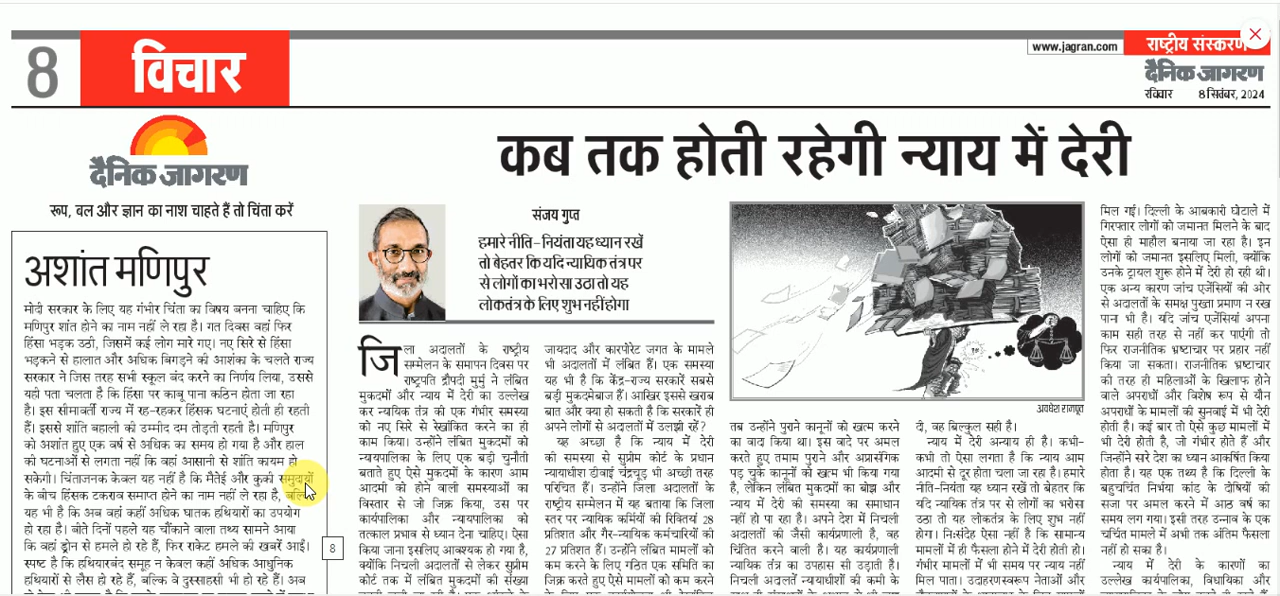 8
विचार
www.jagran.com
राष्ट्रीय संस्करण
दैनिक जागरण
रविवार 8 सितंबर, 2024
दैनिक जागरण
रूप, बल और ज्ञान का नाश चाहते हैं तो चिंता करें
अशांत मणिपुर
मोदी सरकार के लिए यह गंभीर चिंता का विषय बनना चाहिए कि
मणिपुर शांत होने का नाम नहीं ले रहा है। गत दिवस वहां फिर
हिंसा भड़क उठी, जिसमें कई लोग मारे गए। नए सिरे से हिंसा
भड़कने से हालात और अधिक बिगड़ने की आशंका के चलते राज्य
सरकार ने जिस तरह सभी स्कूल बंद करने का निर्णय लिया, उससे
यही पता चलता है कि हिंसा पर काबू पाना कठिन होता जा रहा
है। इस सीमावर्ती राज्य में रह-रहकर हिंसक घटनाएं होती ही रहती
हैं। इससे शांति बहाली की उम्मीद दम तोड़ती रहती है। मणिपुर
को अशांत हुए एक वर्ष से अधिक का समय हो गया है और हाल
की घटनाओं से लगता नहीं कि वहां आसानी से शांति कायम हो
सकेगी। चिंताजनक केवल यह नहीं है कि मैतेई और कुकी समुदायों
के बीच हिंसक टकराव समाप्त होने का नाम नहीं ले रहा है,
यह भी है कि अब वहां कहीं अधिक घातक हथियारों का उपयोग
हो रहा है। बीते दिनों पहले यह चौंकाने वाला तथ्य सामने आया
कि वहां ड्रोन से हमले हो रहे हैं, फिर राकेट हमले की खबरें आईं।
स्पष्ट है कि हथियारबंद समूह न केवल कहीं अधिक आधुनिक
हथियारों से लैस हो रहे हैं, बल्कि वे दुस्साहसी भी हो रहे हैं। अब
8
कब तक होती रहेगी न्याय में देरी
संजय गुप्त
हमारे नीति-नियंता यह ध्यान रखें
तो बेहतर कि यदि न्यायिक तंत्र पर
से लोगों का भरोसा उठा तो यह
लोकतंत्र के लिए शुभ नहीं होगा
जिला अदालतों के राष्ट्रीय
सम्मेलन के समापन दिवस पर
राष्ट्रपति द्रौपदी मुर्मु ने लंबित
मुकदमों और न्याय में देरी का उल्लेख
कर न्यायिक तंत्र की एक गंभीर समस्या
को नए सिरे से रेखांकित करने का ही
काम किया। उन्होंने लंबित मुकदमों को
न्यायपालिका के लिए एक बड़ी चुनौती
बताते हुए ऐसे मुकदमों के कारण आम
आदमी को होने वाली समस्याओं का
विस्तार से जो जिक्र किया, उस पर
कार्यपालिका और न्यायपालिका को
तत्काल प्रभाव से ध्यान देना चाहिए। ऐसा
किया जाना इसलिए आवश्यक हो गया है,
क्योंकि निचली अदालतों से लेकर सुप्रीम
कोर्ट तक में लंबित मुकदमों की संख्या
जायदाद और कारपोरेट जगत के मामले
भी अदालतों में लंबित हैं। एक समस्या
यह भी है कि केंद्र-राज्य सरकारें सबसे
बड़ी मुकदमेबाज हैं। आखिर इससे खराब
बात और क्या हो सकती है कि सरकारें ही
अपने लोगों से अदालतों में उलझी रहें?
यह अच्छा है कि न्याय में देरी
की समस्या से सुप्रीम कोर्ट के प्रधान
न्यायाधीश डीवाई चंद्रचूड़ भी अच्छी तरह
परिचित हैं। उन्होंने जिला अदालतों के
राष्ट्रीय सम्मेलन में यह बताया कि जिला
स्तर पर न्यायिक कर्मियों की रिक्तियां 28
प्रतिशत और गैर-न्यायिक कर्मचारियों की
27 प्रतिशत हैं। उन्होंने लंबित मामलों को
कम करने के लिए गठित एक समिति का
जिक्र करते हुए ऐसे मामलों को कम करने
अवधेश राजपूत
तब उन्होंने पुराने कानूनों को खत्म करने
का वादा किया था। इस वादे पर अमल
करते हुए तमाम पुराने और अप्रासंगिक
पड़ चुके कानूनों को खत्म भी किया गया
है, लेकिन लंबित मुकदमों का बोझ और
न्याय में देरी की समस्या का समाधान
नहीं हो पा रहा है। अपने देश में निचली
अदालतों की जैसी कार्यप्रणाली है, वह
चिंतित करने वाली है। यह कार्यप्रणाली
न्यायिक तंत्र का उपहास सी उड़ाती है।
निचली अदालतें न्यायाधीशों की कमी के
दी, वह बिल्कुल सही है।
न्याय में देरी अन्याय ही है। कभी-
कभी तो ऐसा लगता है कि न्याय आम
आदमी से दूर होता चला जा रहा है। हमारे
नीति-नियंता यह ध्यान रखें तो बेहतर कि
यदि न्यायिक तंत्र पर से लोगों का भरोसा
उठा तो यह लोकतंत्र के लिए शुभ नहीं
होगा। निःसंदेह ऐसा नहीं है कि सामान्य
मामलों में ही फैसला होने में देरी होती हो।
गंभीर मामलों में भी समय पर न्याय नहीं
मिल पाता। उदाहरणस्वरूप नेताओं और
मिल गई। दिल्ली के आबकारी घोटाले में
गिरफ्तार लोगों को जमानत मिलने के बाद
ऐसा ही माहौल बनाया जा रहा है। इन
लोगों को जमानत इसलिए मिली, क्योंकि
उनके ट्रायल शुरू होने में देरी हो रही थी।
एक अन्य कारण जांच एजेंसियों की ओर
से अदालतों के समक्ष पुख्ता प्रमाण न रख
पान भी है। यदि जांच एजेंसियां अपना
काम सही तरह से नहीं कर पाएंगी तो
फिर राजनीतिक भ्रष्टाचार पर प्रहार नहीं
किया जा सकता। राजनीतिक भ्रष्टाचार
की तरह ही महिलाओं के खिलाफ होने
वाले अपराधों और विशेष रूप से यौन
अपराधों के मामलों की सुनवाई में भी देरी
होती है। कई बार तो ऐसे कुछ मामलों में
भी देरी होती है, जो गंभीर होते हैं और
जिन्होंने सारे देश का ध्यान आकर्षित किया
होता है। यह एक तथ्य है कि दिल्ली के
बहुचर्चित निर्भया कांड के दोषियों की
सजा पर अमल करने में आठ वर्ष का
समय लग गया। इसी तरह उन्नाव के एक
चर्चित मामले में अभी तक अंतिम फैसला
नहीं हो सका है।
न्याय में देरी के कारणों का
उल्लेख कार्यपालिका, विधायिका और